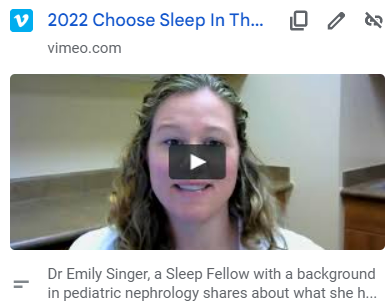 2022 Choose Sleep In Th...
vimeo.com
Dr Emily Singer, a Sleep Fellow with a background
in pediatric nephrology shares about what she h...